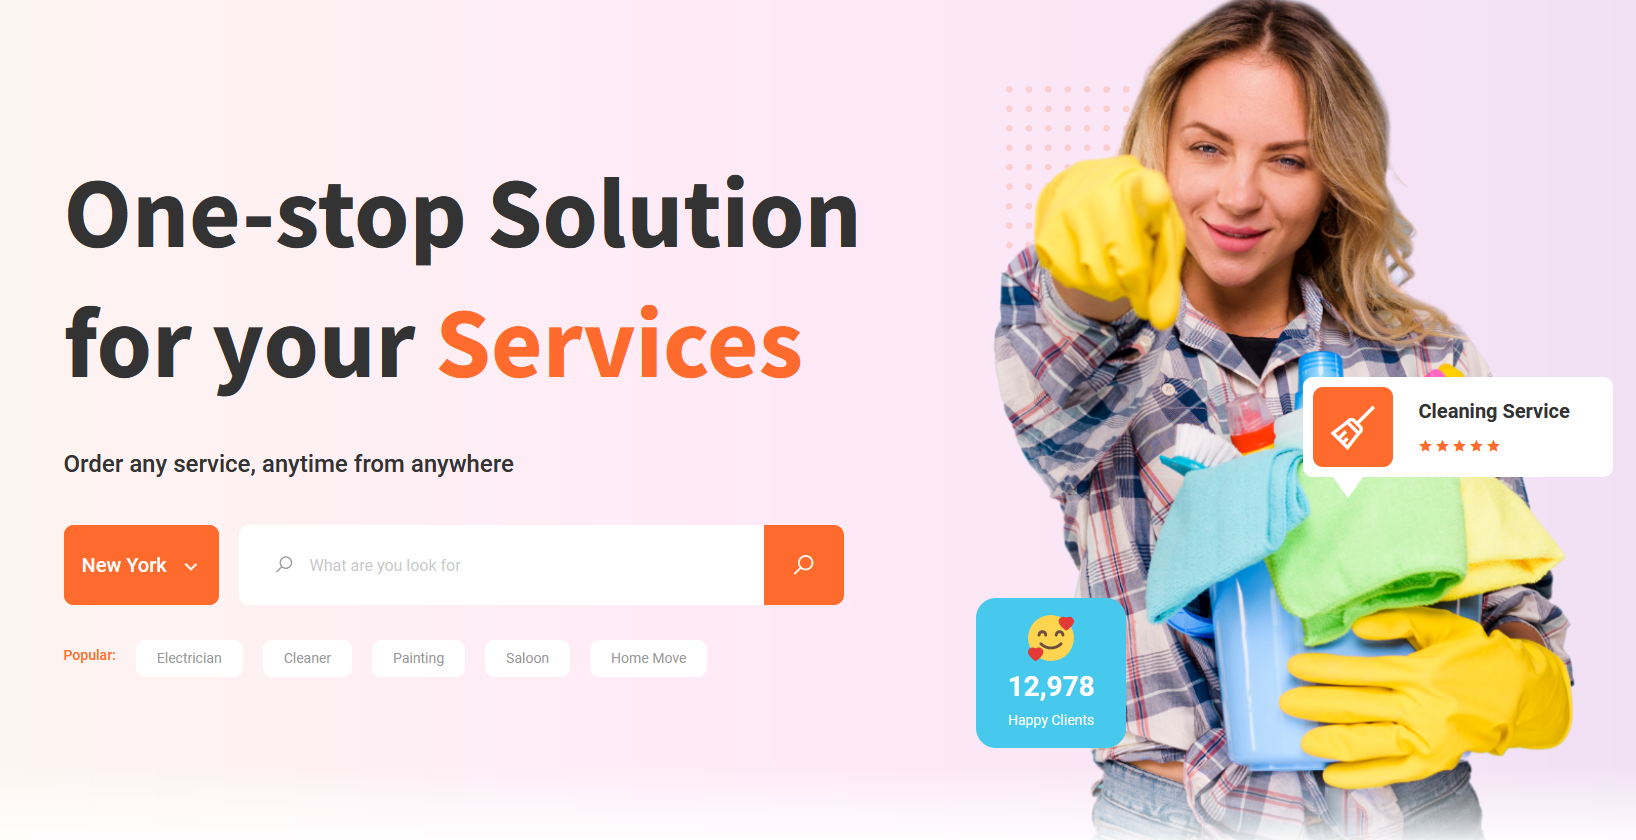 One-stop Solution
for your Services
Order any service, anytime from anywhere
New York
What are you look for
Popular:
Electrician
Cleaner
Painting
Saloon
Home Move
Cleaning Service
12,978
Happy Clients